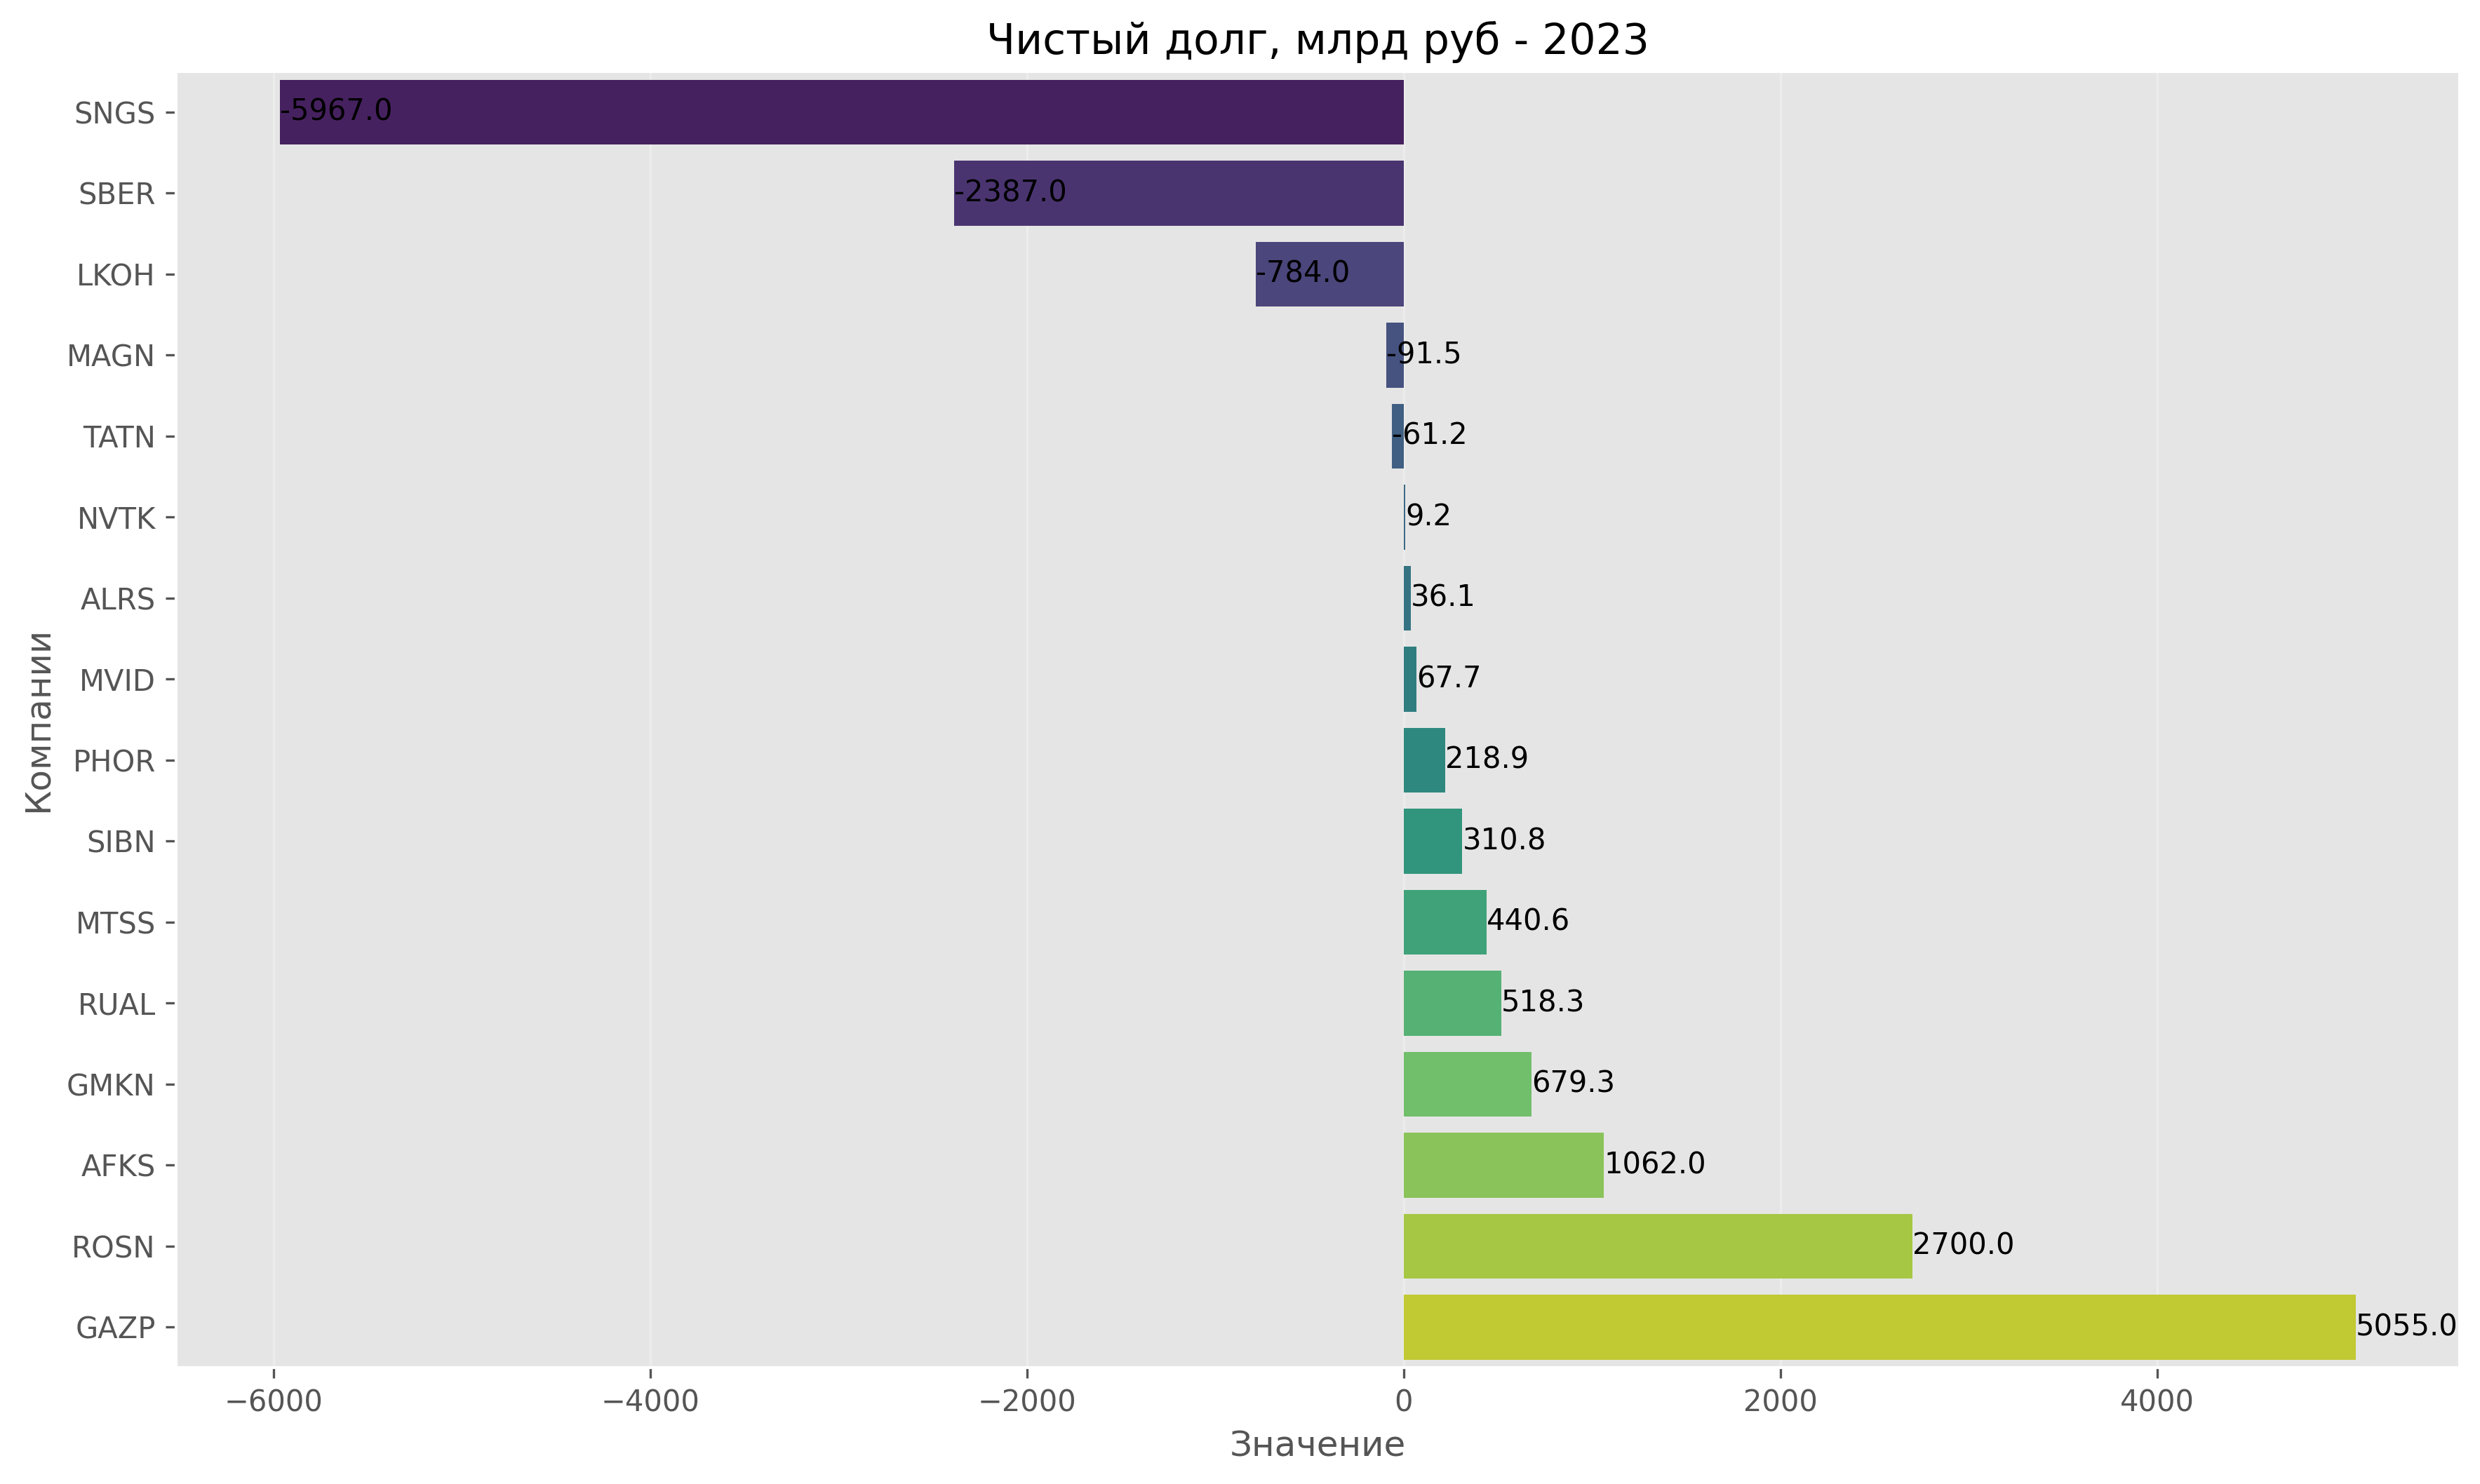 Чистый долг, млрд руб - 2023
Компании
SNGS -5967.0
SBER -2387.0
LKOH -784.0
MAGN -91.5
TATN -61.2
NVTK 9.2
ALRS 36.1
MVID 67.7
PHOR 218.9
SIBN 310.8
MTSS 440.6
RUAL 518.3
GMKN 679.3
AFKS 1062.0
ROSN 2700.0
GAZP 5055.0
−6000 −4000 −2000 0 2000 4000
Значение